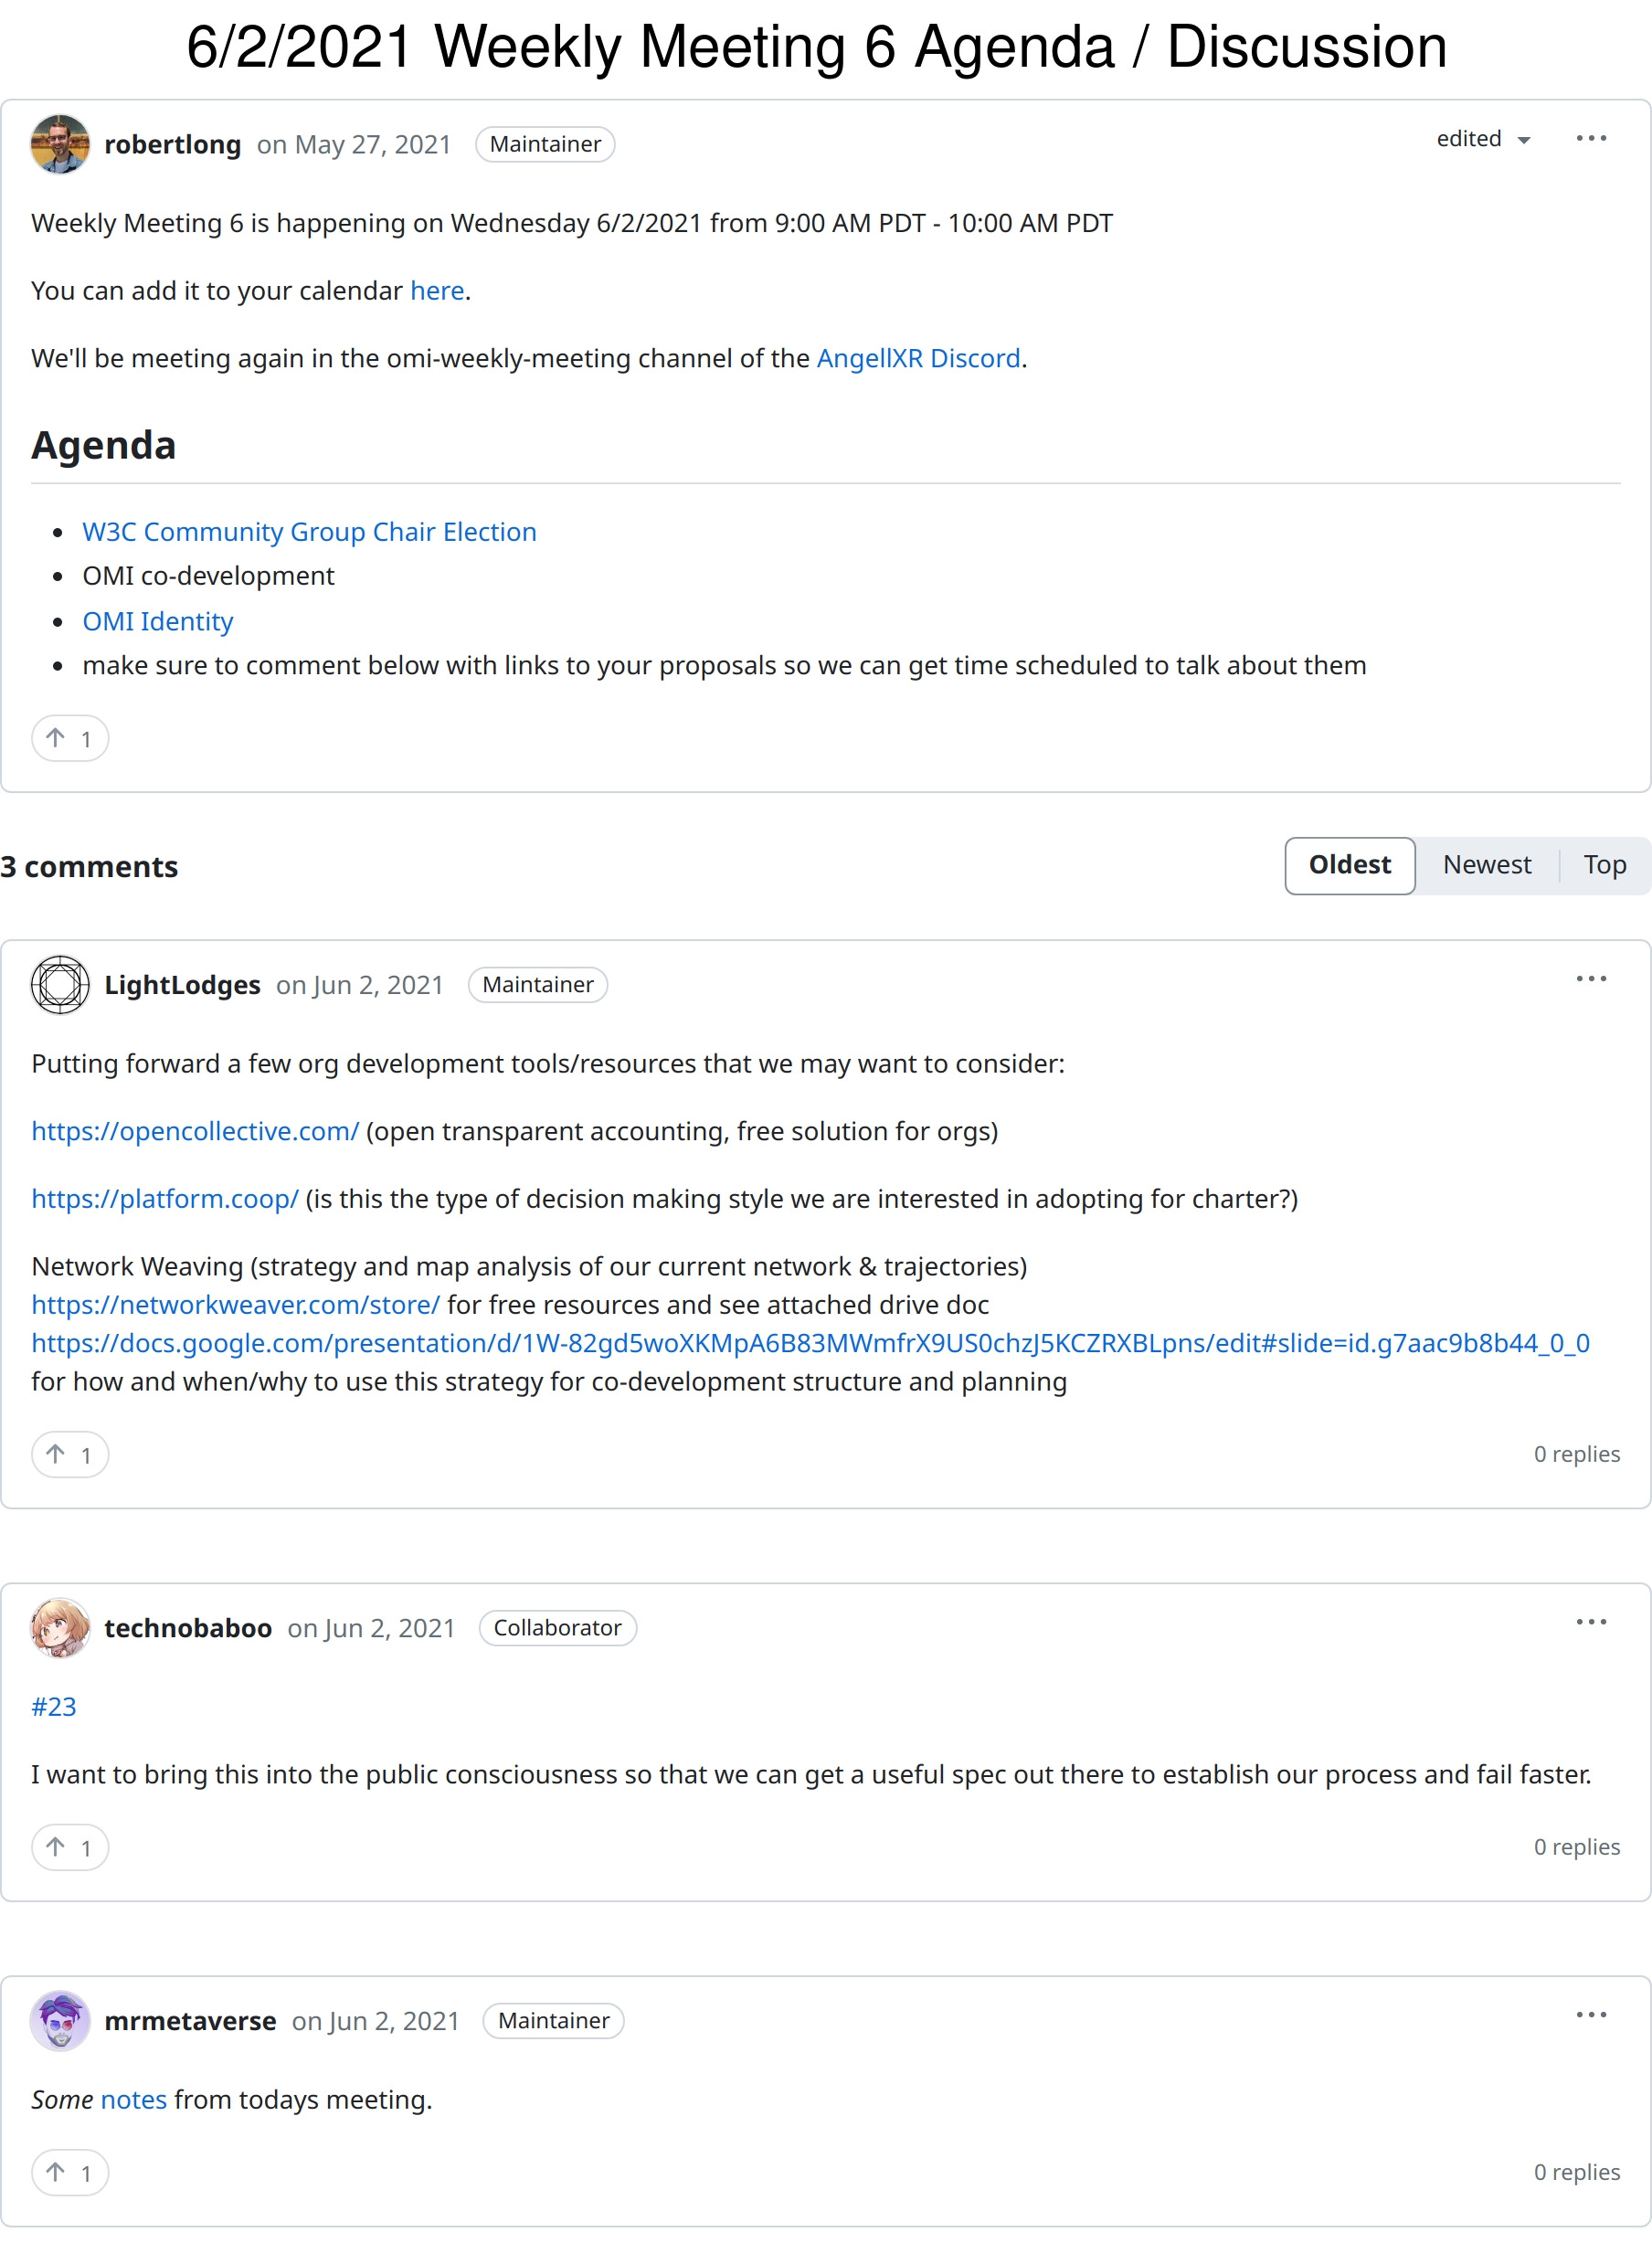 6/2/2021 Weekly Meeting 6 Agenda / Discussion
robertlong on May 27, 2021 Maintainer edited
Weekly Meeting 6 is happening on Wednesday 6/2/2021 from 9:00 AM PDT - 10:00 AM PDT
You can add it to your calendar here.
We'll be meeting again in the omi-weekly-meeting channel of the AngellXR Discord.
Agenda
W3C Community Group Chair Election
OMI co-development
OMI Identity
make sure to comment below with links to your proposals so we can get time scheduled to talk about them
1
3 comments Oldest Newest Top
LightLodges on Jun 2, 2021 Maintainer
Putting forward a few org development tools/resources that we may want to consider:
https://opencollective.com/ (open transparent accounting, free solution for orgs)
https://platform.coop/ (is this the type of decision making style we are interested in adopting for charter?)
Network Weaving (strategy and map analysis of our current network & trajectories)
https://networkweaver.com/store/ for free resources and see attached drive doc
https://docs.google.com/presentation/d/1W-82gd5woXKMpA6B83MWmfrX9US0chzJ5KCZRXBLpns/edit#slide=id.g7aac9b8b44_0_0
for how and when/why to use this strategy for co-development structure and planning
1 0 replies
technobaboo on Jun 2, 2021 Collaborator
#23
I want to bring this into the public consciousness so that we can get a useful spec out there to establish our process and fail faster.
1 0 replies
mrmetaverse on Jun 2, 2021 Maintainer
Some notes from todays meeting.
1 0 replies